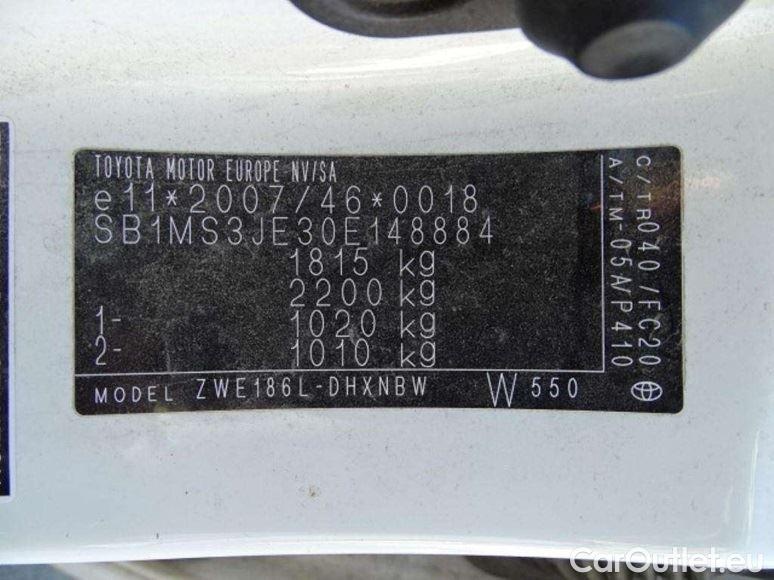 TOYOTA MOTOR EUROPE NV/SA
e11*2007/46*0018
SB1MS3JE30E148884
1815 kg
2200 kg
1- 1020 kg
2- 1010 kg
MODEL ZWE186L-DHXNBW W 550
C/TR040/FC20
A/TM-05A/P410
CarOutlet.eu